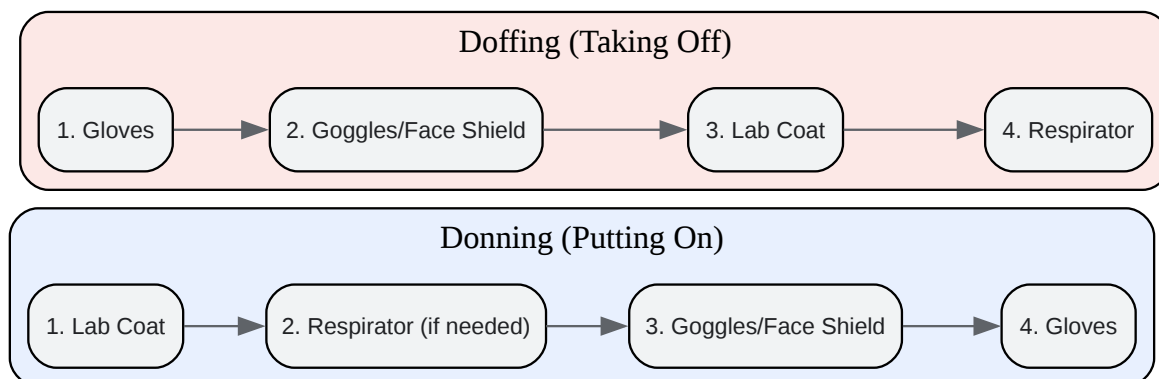 Doffing (Taking Off)
1. Gloves
2. Goggles/Face Shield
3. Lab Coat
4. Respirator
Donning (Putting On)
1. Lab Coat
2. Respirator (if needed)
3. Goggles/Face Shield
4. Gloves